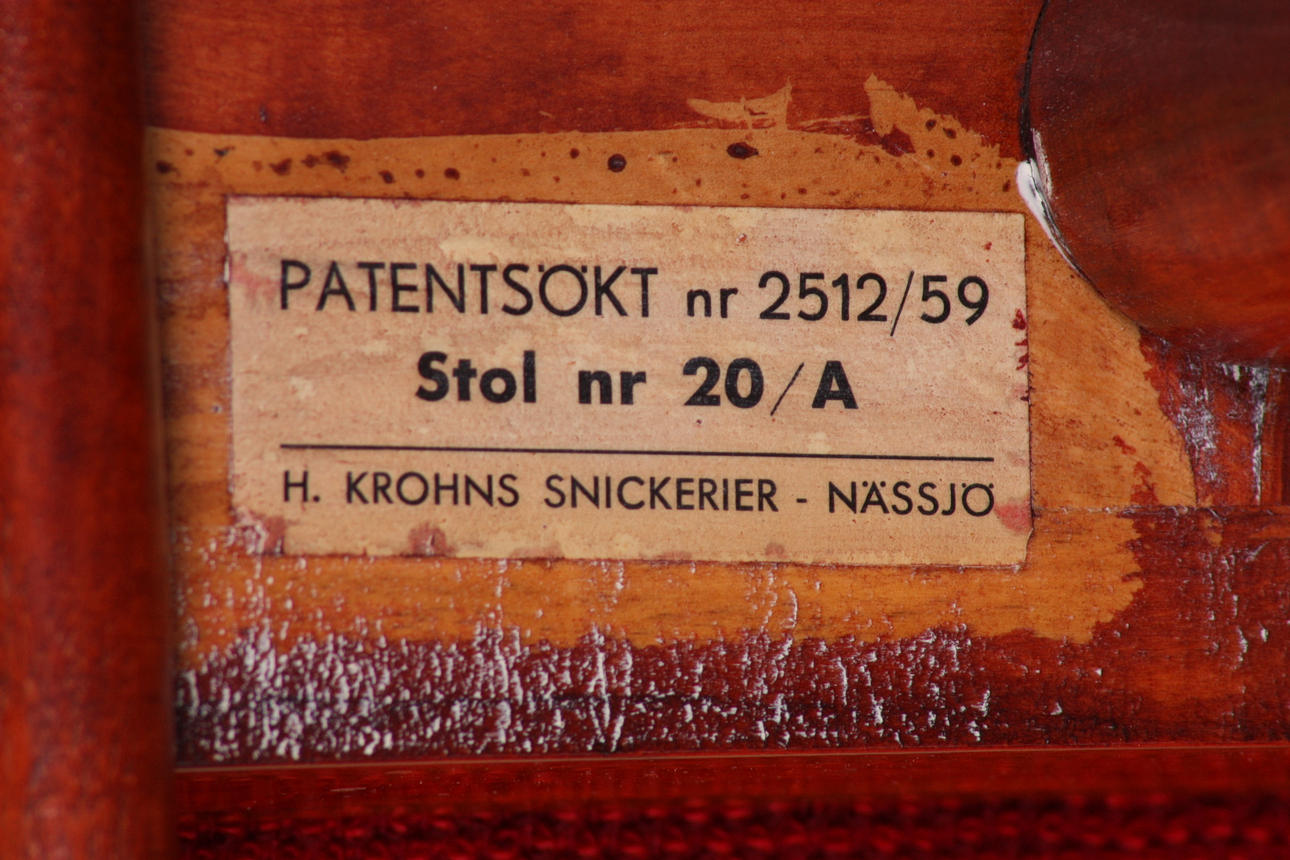 PATENTSÖKT nr 2512/59
Stol nr 20/A
H. KROHNS SNICKERIER - NÄSSJÖ